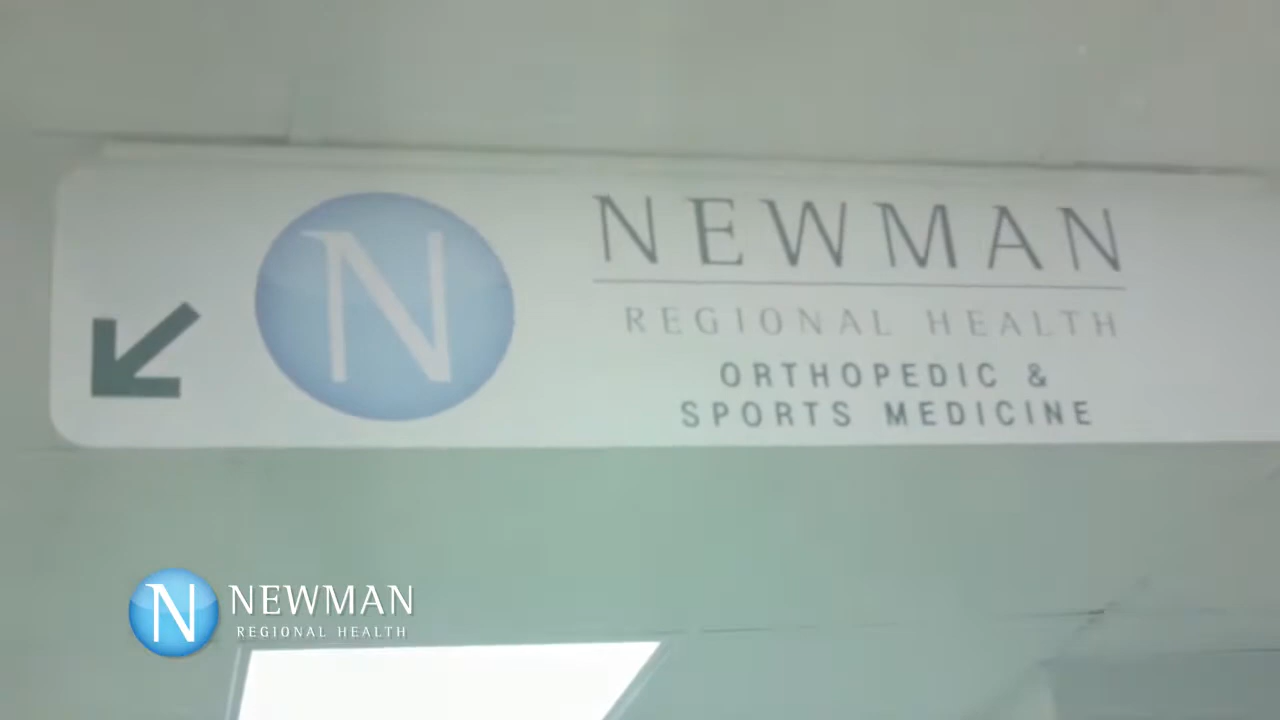 N
NEWMAN
REGIONAL HEALTH
ORTHOPEDIC &
SPORTS MEDICINE
N
NEWMAN
REGIONAL HEALTH